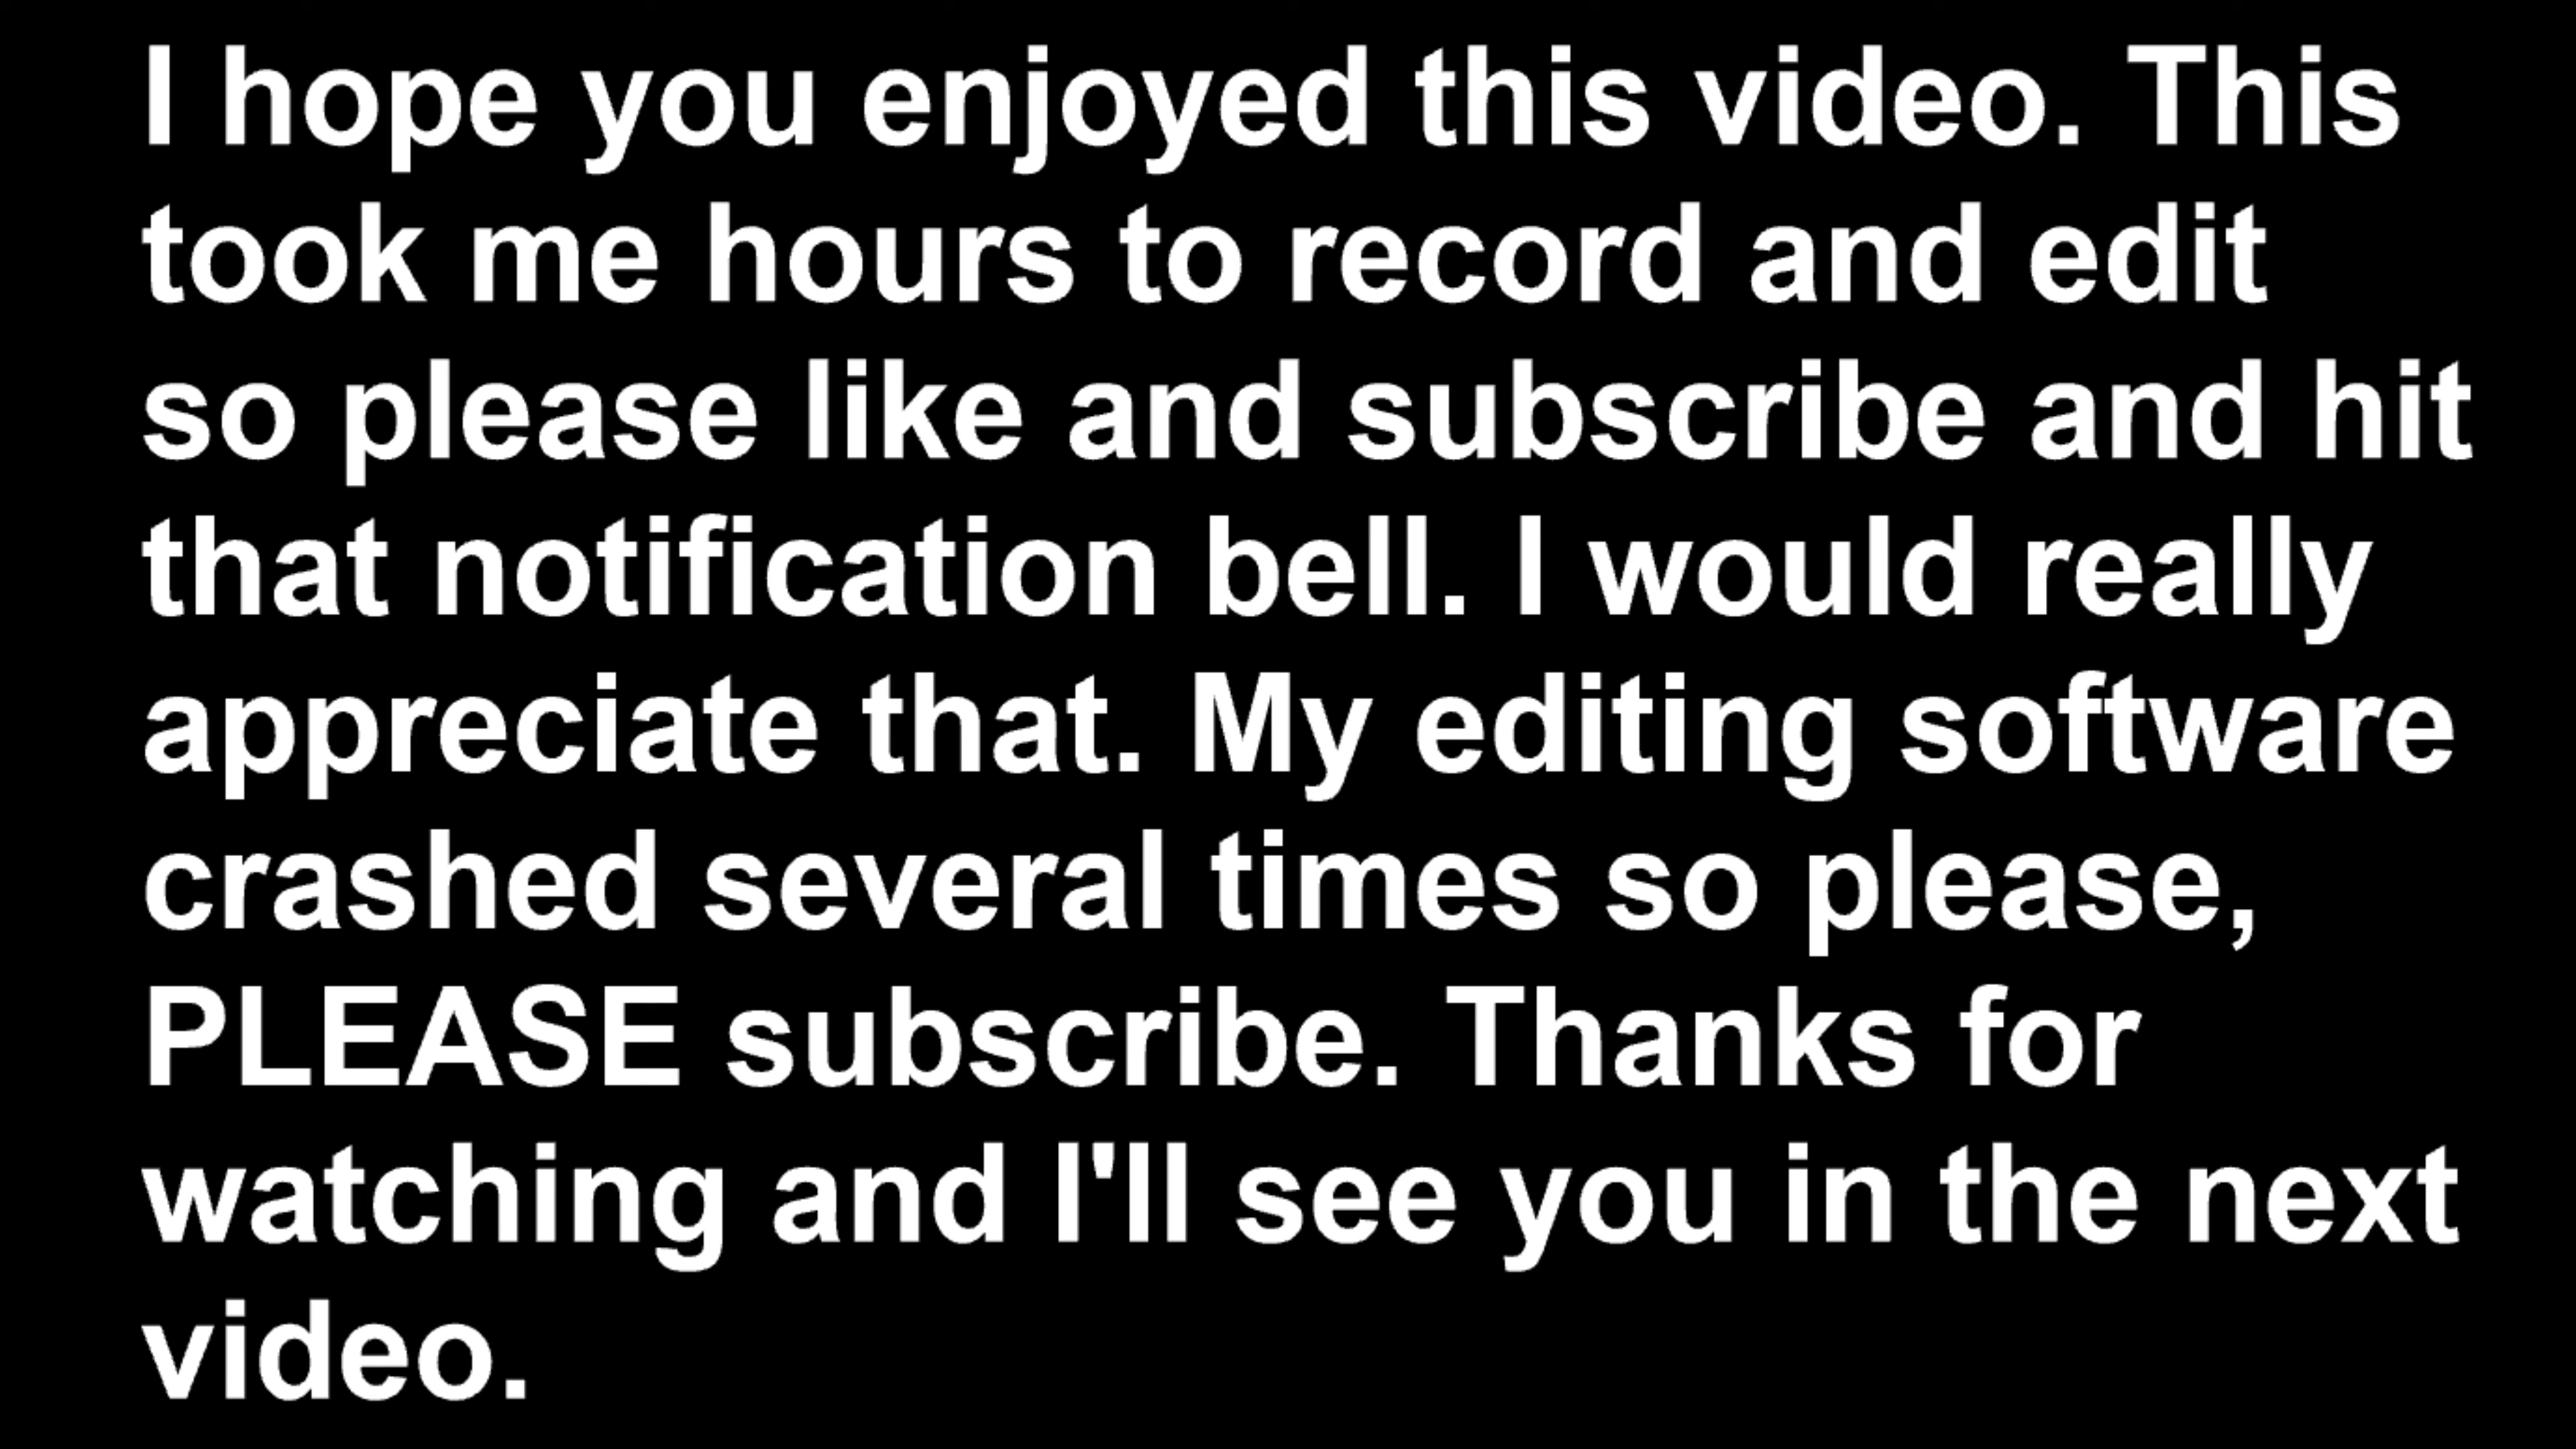 I hope you enjoyed this video. This
took me hours to record and edit
so please like and subscribe and hit
that notification bell. I would really
appreciate that. My editing software
crashed several times so please,
PLEASE subscribe. Thanks for
watching and I'll see you in the next
video.